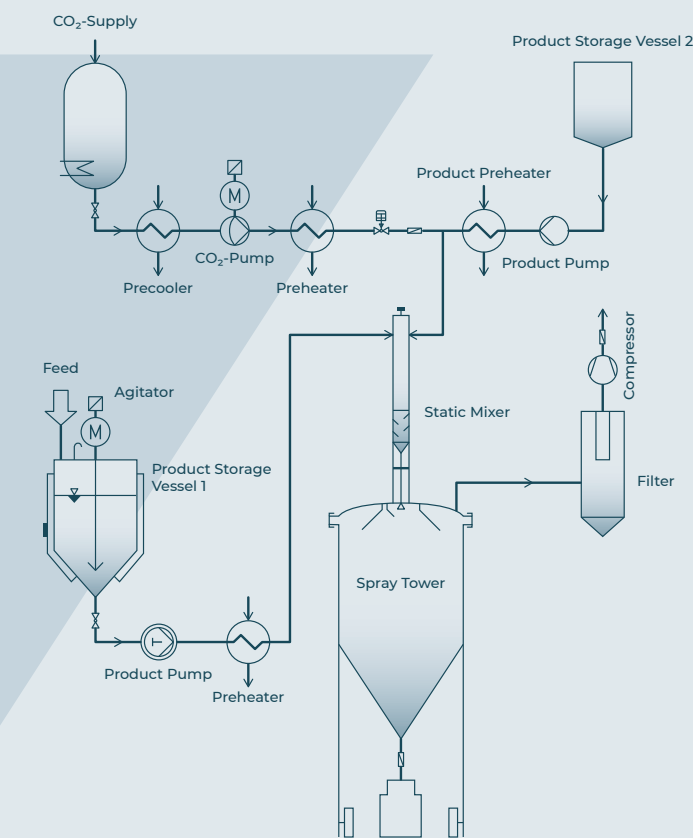 CO₂-Supply
Product Storage Vessel 2
Product Preheater
M
CO₂-Pump
Product Pump
Precooler
Preheater
Compressor
Feed
Agitator
M
Static Mixer
Product Storage
Vessel 1
Filter
Spray Tower
Product Pump
Preheater